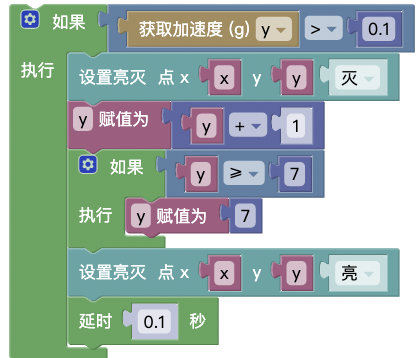 如果 获取加速度 (g) y > 0.1
执行 设置亮灭 点 x x y y 灭
y 赋值为 y + 1
如果 y ≥ 7
执行 y 赋值为 7
设置亮灭 点 x x y y 亮
延时 0.1 秒